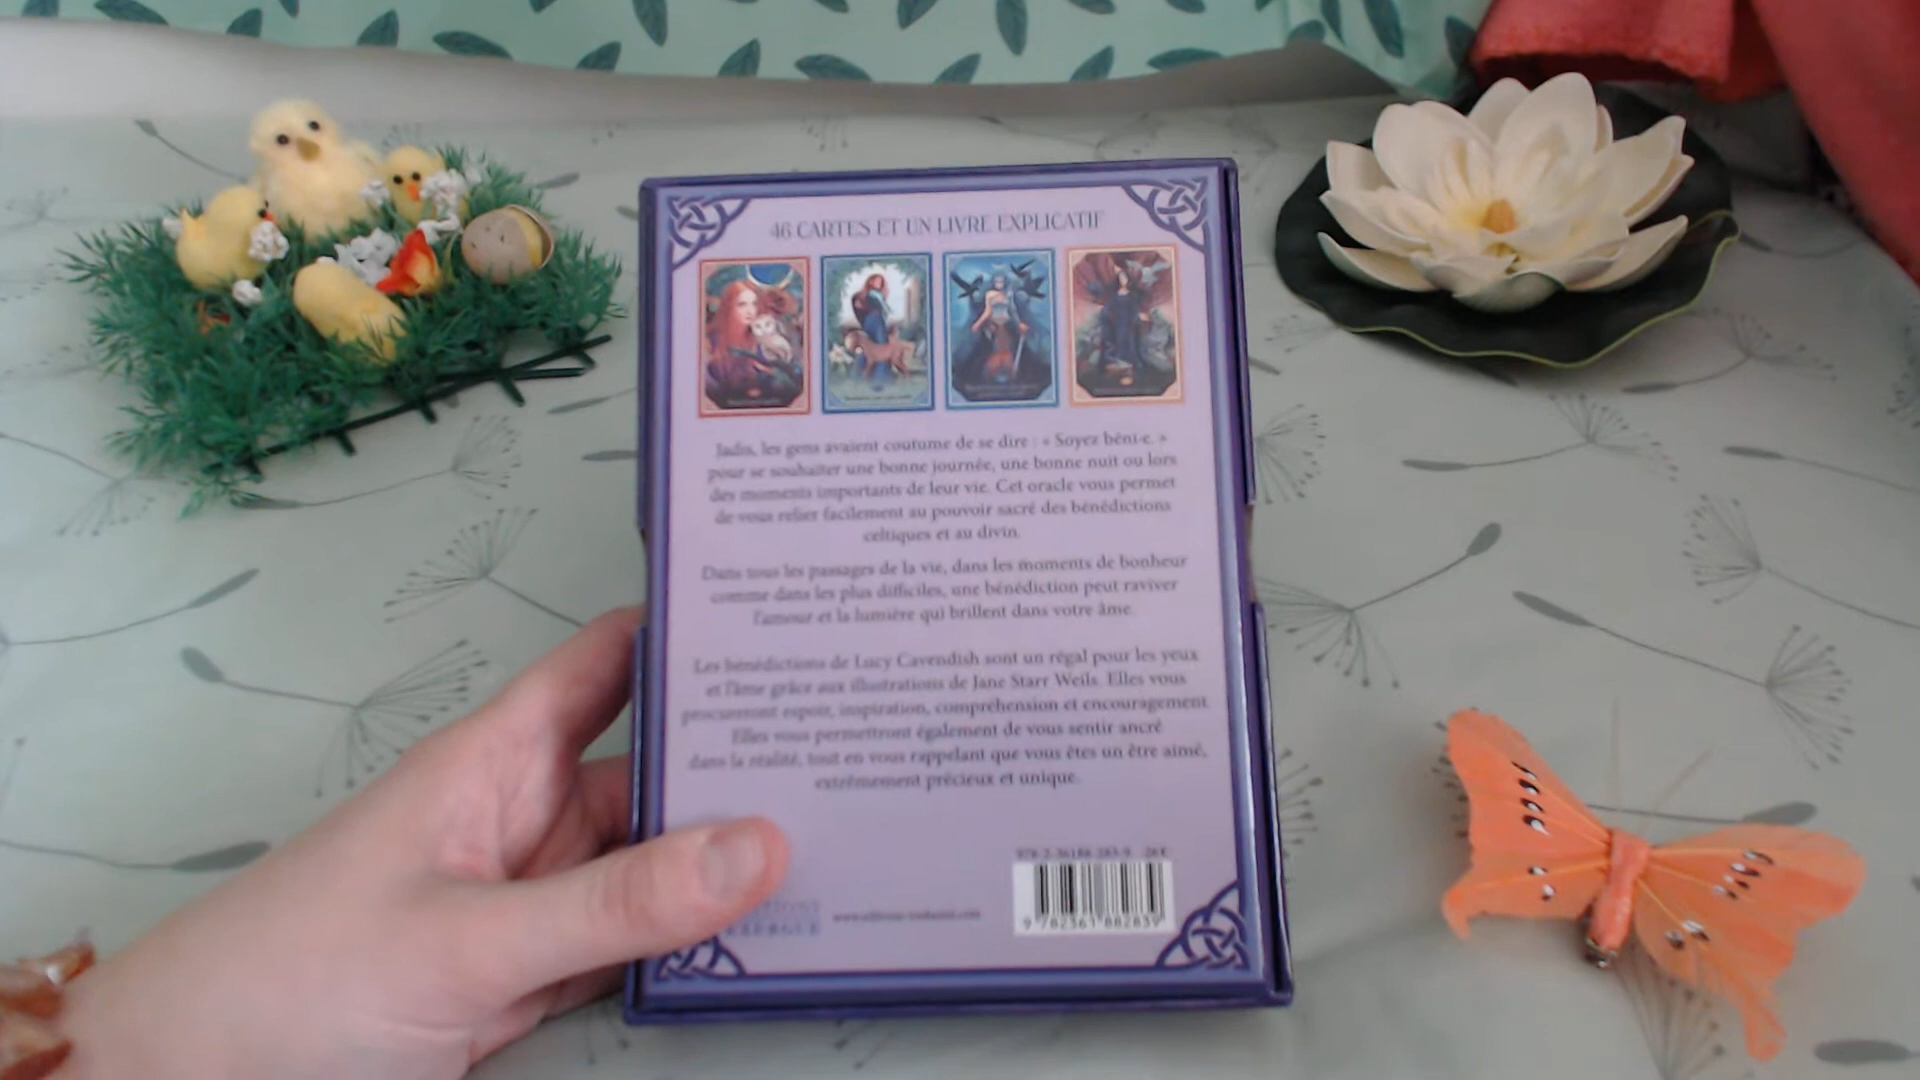 46 CARTES ET UN LIVRE EXPLICATIF
Jadis, les gens avaient coutume de se dire : « Soyez béni·e. »
pour se souhaiter une bonne journée, une bonne nuit ou lors
des moments importants de leur vie. Cet oracle vous permet
de vous relier facilement au pouvoir sacré des bénédictions
celtiques et au divin.
Dans tous les passages de la vie, dans les moments de bonheur
comme dans les plus difficiles, une bénédiction peut raviver
l'amour et la lumière qui brillent dans votre âme.
Les bénédictions de Lucy Cavendish sont un régal pour les yeux
et l'âme grâce aux illustrations de Jane Starr Weils. Elles vous
procureront espoir, inspiration, compréhension et encouragement.
Elles vous permettront également de vous sentir ancré
dans la réalité, tout en vous rappelant que vous êtes un être aimé,
extrêmement précieux et unique.
978-2-36188-283-9 26 €
9 782361 882839